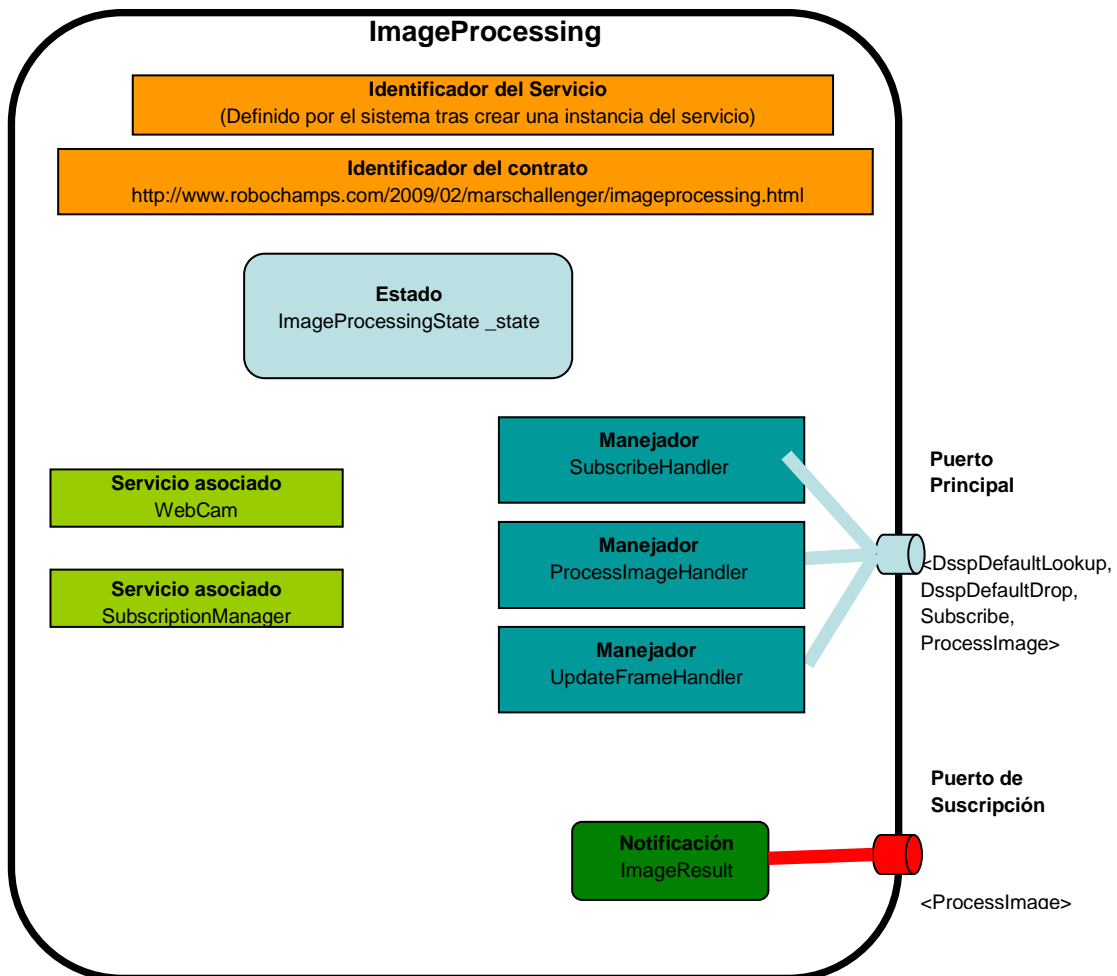 ImageProcessing
Identificador del Servicio
(Definido por el sistema tras crear una instancia del servicio)
Identificador del contrato
http://www.robochamps.com/2009/02/marschallenger/imageprocessing.html
Estado
ImageProcessingState _state
Servicio asociado
WebCam
Servicio asociado
SubscriptionManager
Manejador
SubscribeHandler
Manejador
ProcessImageHandler
Manejador
UpdateFrameHandler
Puerto
Principal
<DsspDefaultLookup,
DsspDefaultDrop,
Subscribe,
ProcessImage>
Puerto de
Suscripción
Notificación
ImageResult
<ProcessImage>